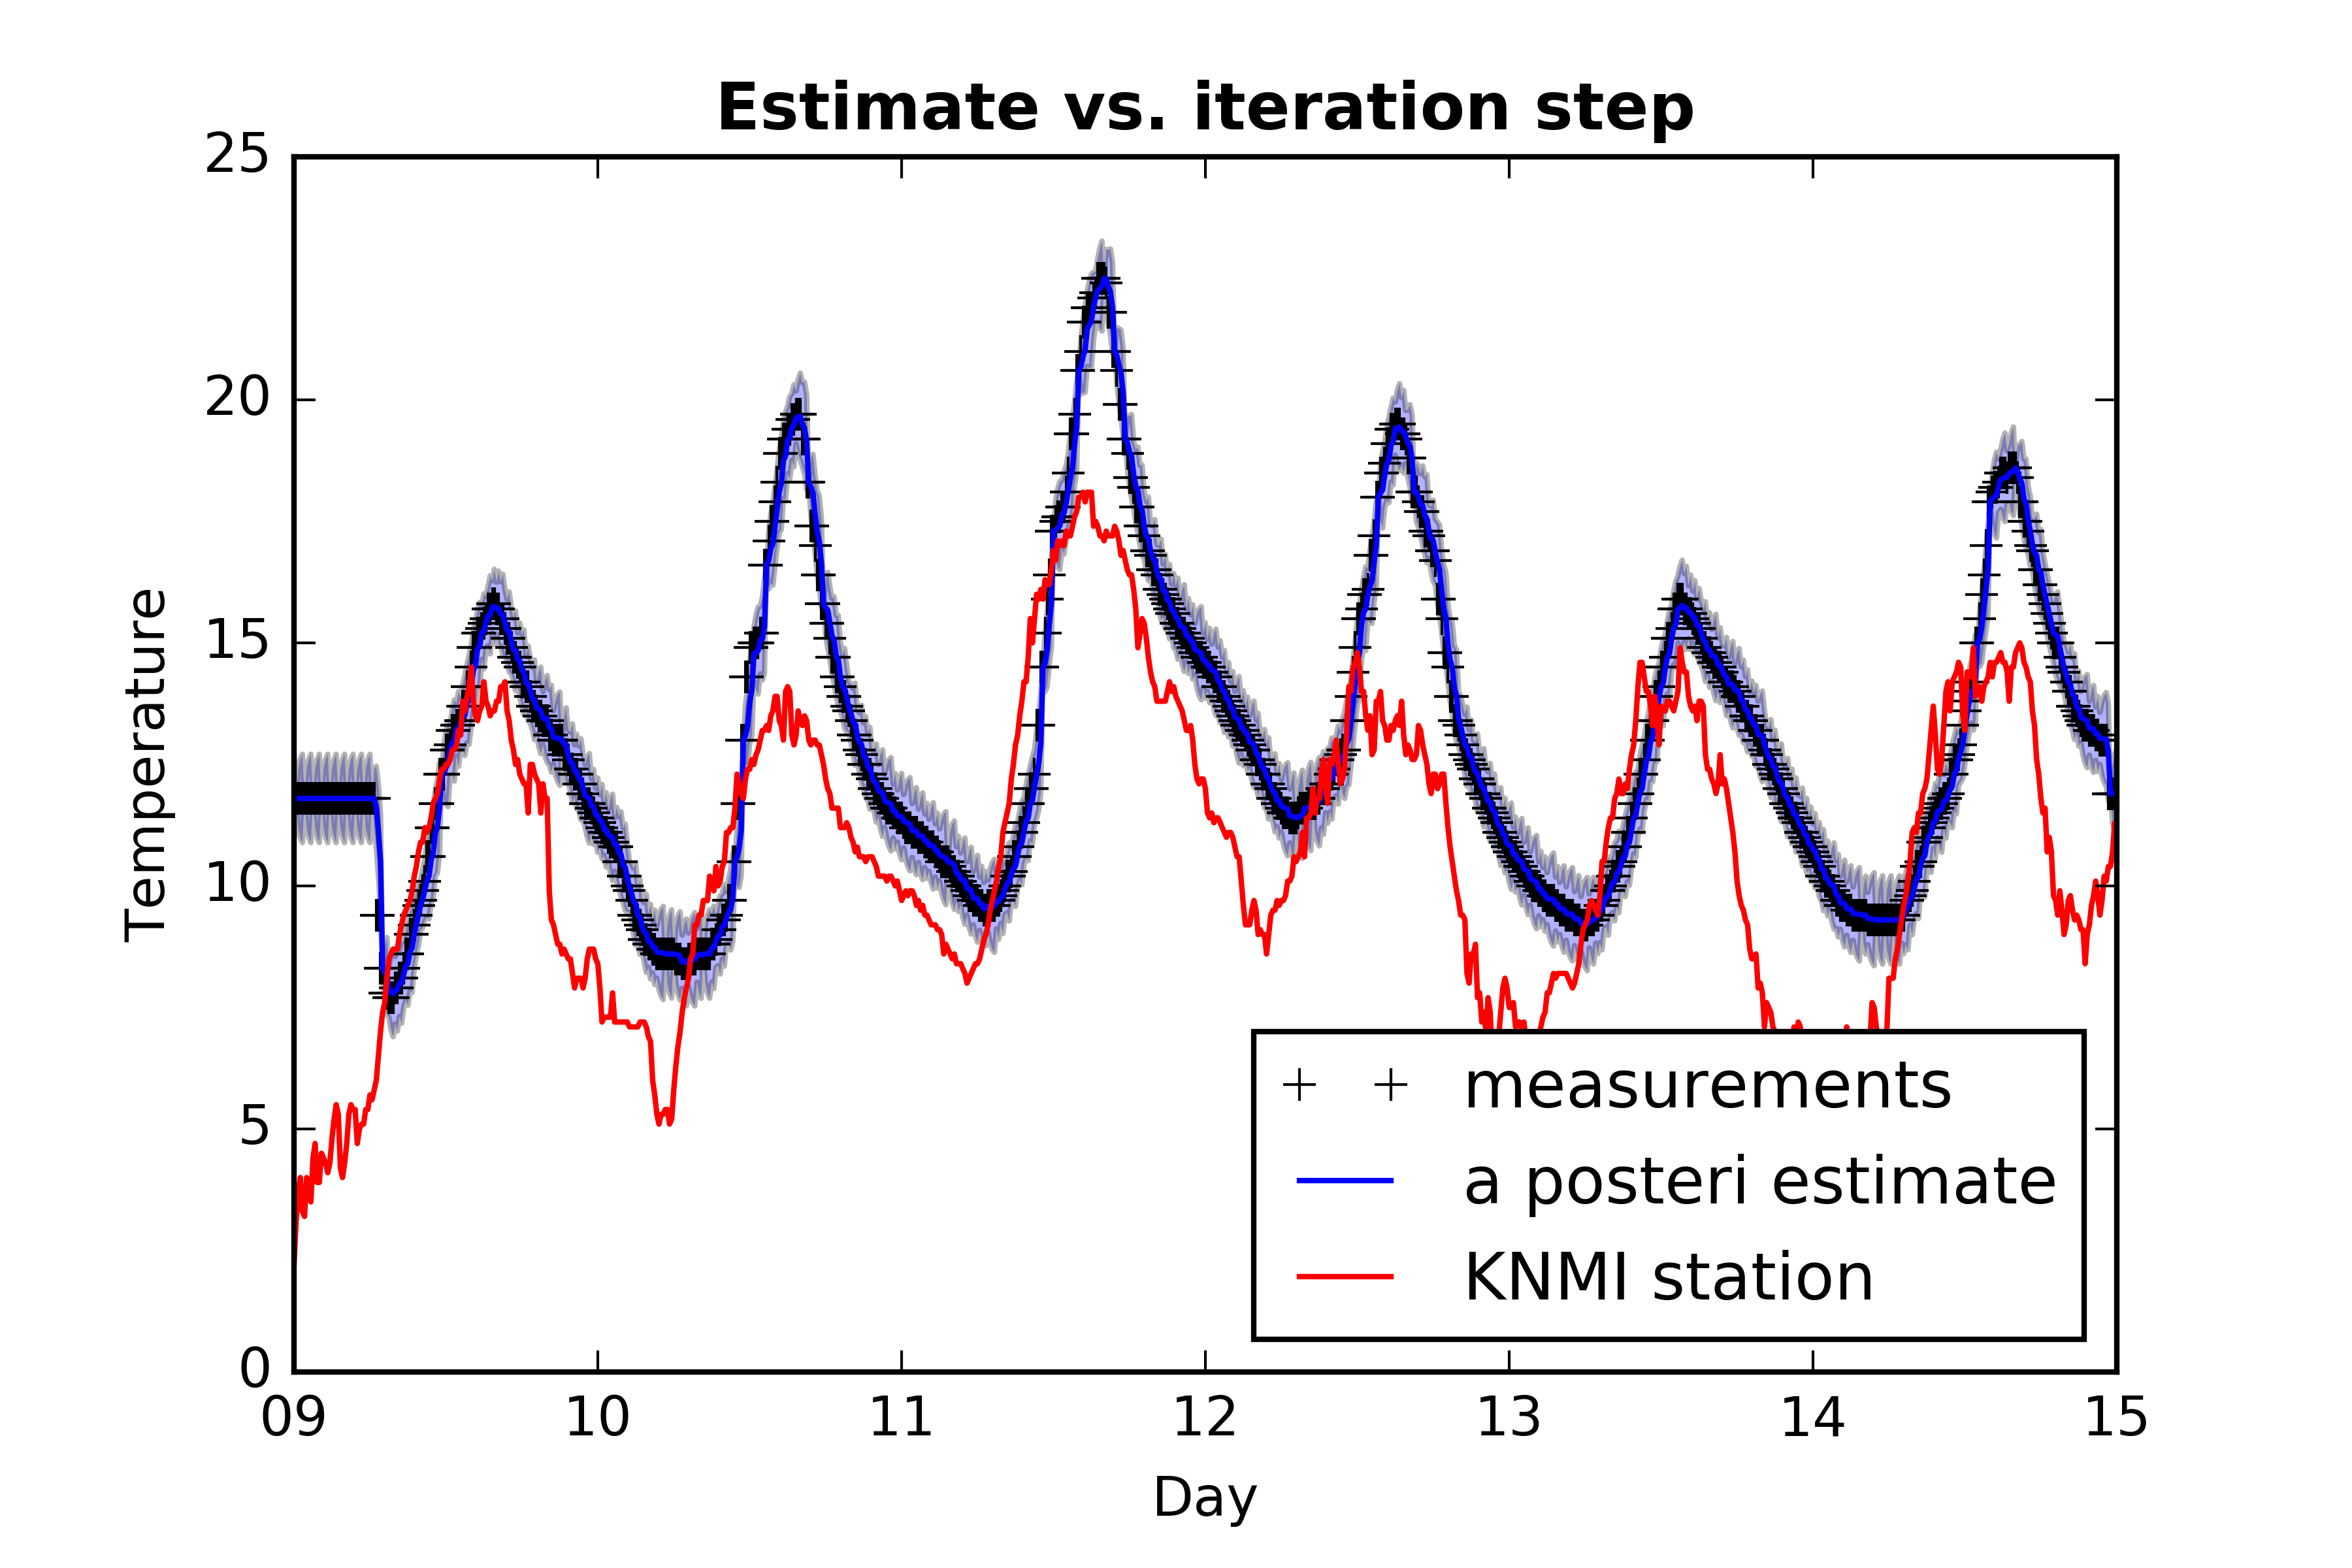 Estimate vs. iteration step
25
20
15
10
5
0
Temperature
09 10 11 12 13 14 15
Day
measurements
a posteri estimate
KNMI station